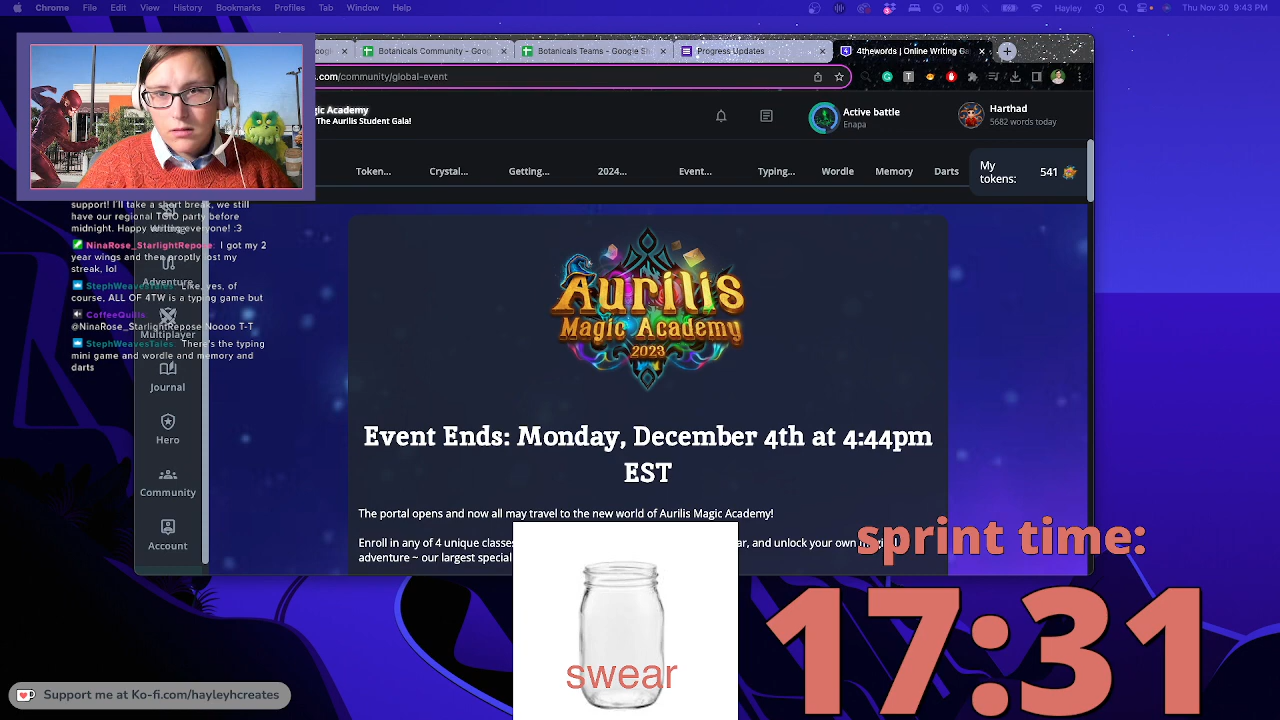 Chrome File Edit View History Bookmarks Profiles Tab Window Help Hayley Thu Nov 30 9:43 PM
Botanicals Community - Goog Botanicals Teams - Google Sh Progress Updates 4thewords | Online Writing Ga
s.com/community/global-event
gic Academy
The Aurilis Student Gala!
Active battle
Enapa
Harthad
5682 words today
Token... Crystal... Getting... 2024... Event... Typing... Wordle Memory Darts
My tokens: 541
support! I'll take a short break, we still
have our regional TGIO party before
midnight. Happy writing everyone! :3
NinaRose_StarlightRepose: I got my 2
year wings and then proptly lost my
streak, lol
StephWeavesTales: Like, yes, of
course, ALL OF 4TW is a typing game but
CoffeeQuills:
@NinaRose_StarlightRepose Noooo T-T
StephWeavesTales: There's the typing
mini game and wordle and memory and
darts
Adventure
Multiplayer
Journal
Hero
Community
Account
Aurilis
Magic Academy
2023
Event Ends: Monday, December 4th at 4:44pm
EST
The portal opens and now all may travel to the new world of Aurilis Magic Academy!
Enroll in any of 4 unique classes
ar, and unlock your own
adventure ~ our largest special
swear
sprint time:
17:31
Support me at Ko-fi.com/hayleyhcreates